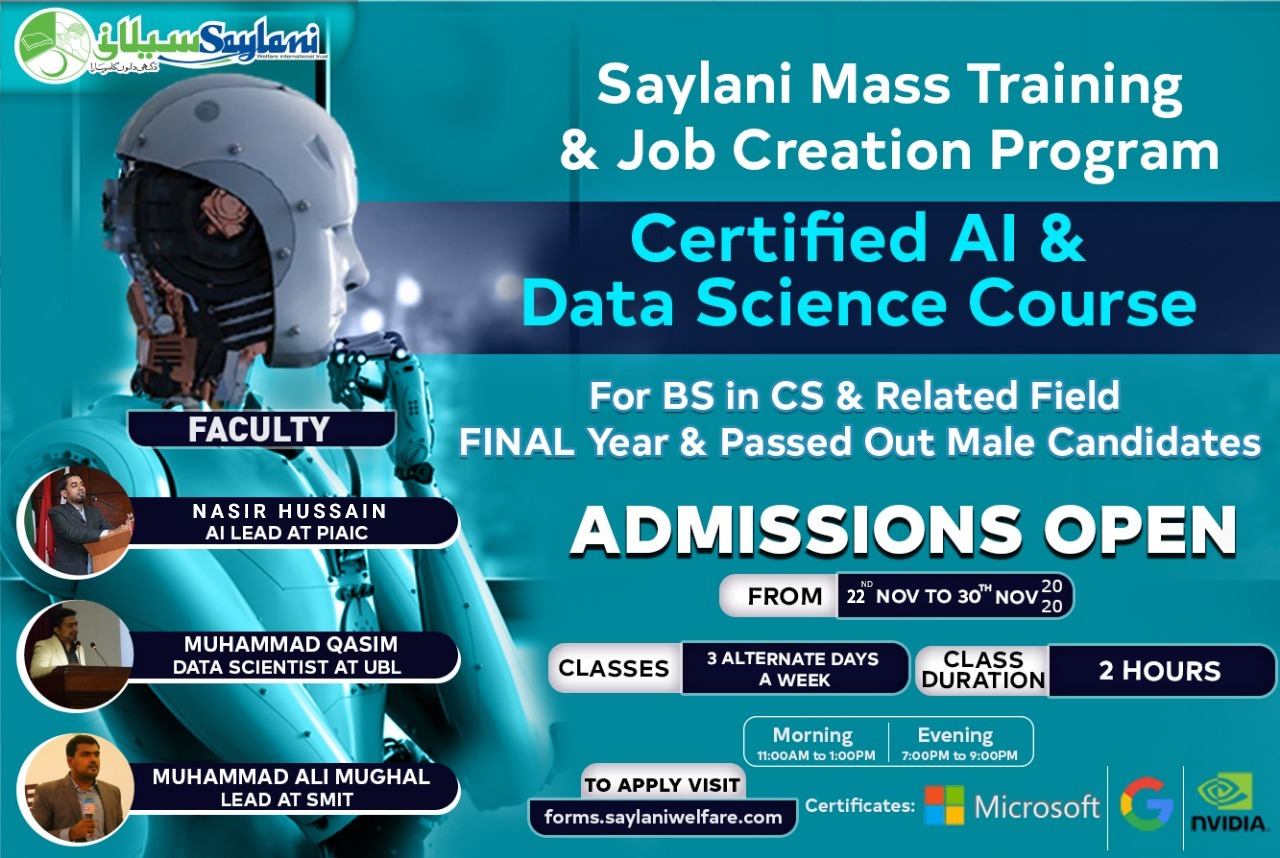 سیلانی Saylani
Welfare international trust
Saylani Mass Training
& Job Creation Program
Certified AI &
Data Science Course
For BS in CS & Related Field
FINAL Year & Passed Out Male Candidates
ADMISSIONS OPEN
FROM 22ND NOV TO 30TH NOV 2020
CLASSES 3 ALTERNATE DAYS A WEEK
CLASS DURATION 2 HOURS
Morning
11:00AM to 1:00PM
Evening
7:00PM to 9:00PM
TO APPLY VISIT
forms.saylaniwelfare.com
Certificates: Microsoft G NVIDIA.
FACULTY
NASIR HUSSAIN
AI LEAD AT PIAIC
MUHAMMAD QASIM
DATA SCIENTIST AT UBL
MUHAMMAD ALI MUGHAL
LEAD AT SMIT